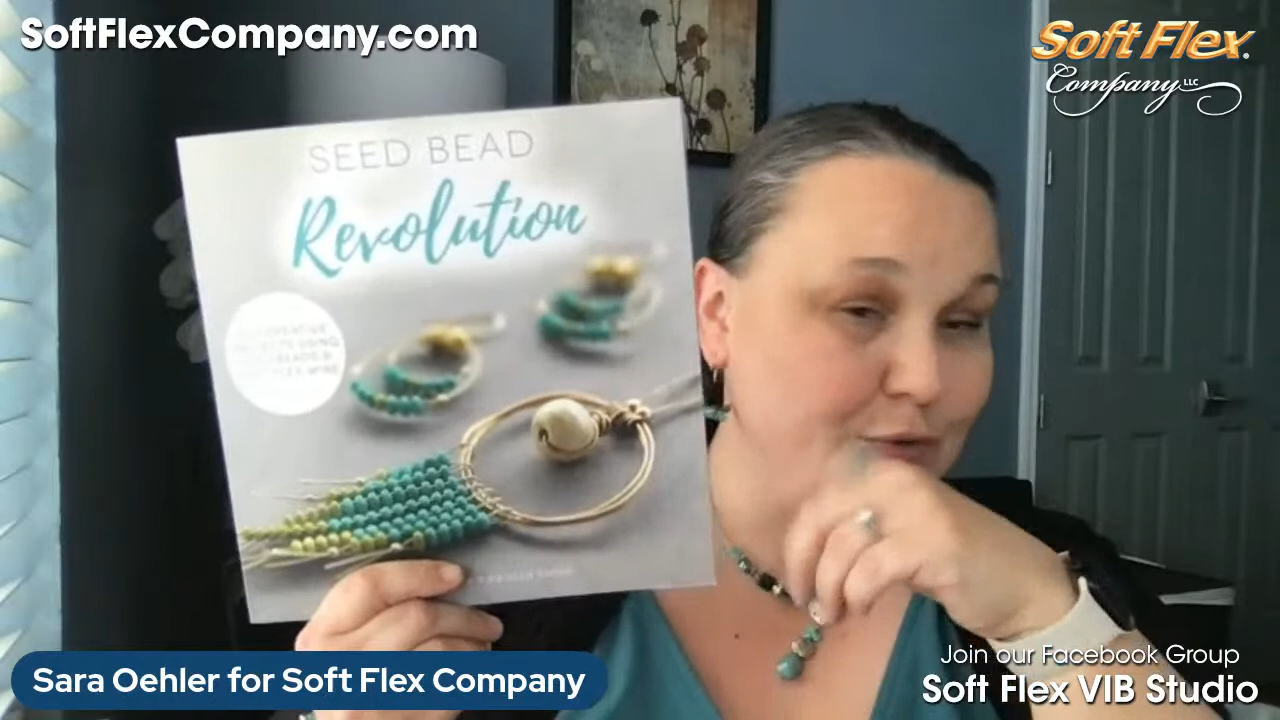 SoftFlexCompany.com
Soft Flex®
Company, LLC
SEED BEAD
Revolution
Sara Oehler for Soft Flex Company
Join our Facebook Group
Soft Flex VIB Studio